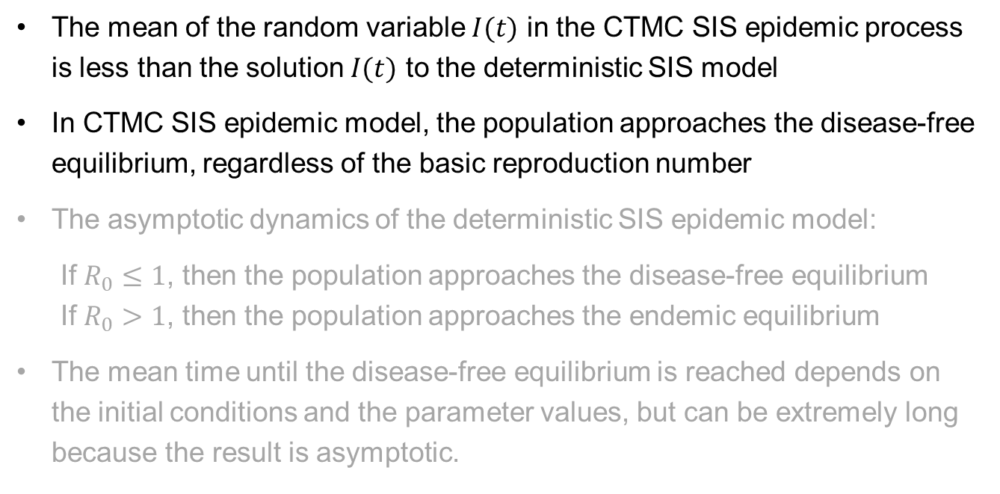 • The mean of the random variable I(t) in the CTMC SIS epidemic process
is less than the solution I(t) to the deterministic SIS model
• In CTMC SIS epidemic model, the population approaches the disease-free
equilibrium, regardless of the basic reproduction number
• The asymptotic dynamics of the deterministic SIS epidemic model:
If R₀ ≤ 1, then the population approaches the disease-free equilibrium
If R₀ > 1, then the population approaches the endemic equilibrium
• The mean time until the disease-free equilibrium is reached depends on
the initial conditions and the parameter values, but can be extremely long
because the result is asymptotic.